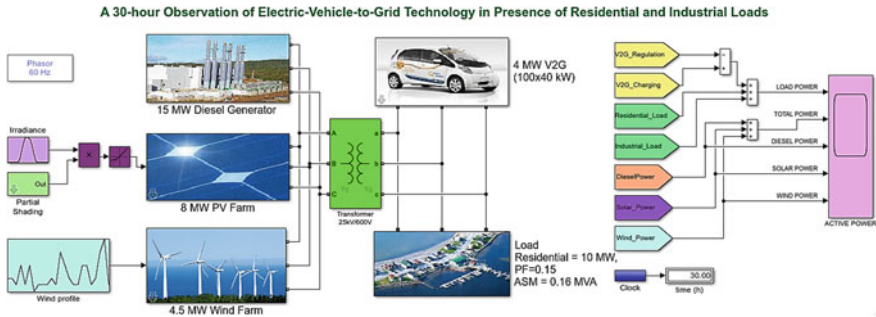 A 30-hour Observation of Electric-Vehicle-to-Grid Technology in Presence of Residential and Industrial Loads
Phasor
60 Hz
15 MW Diesel Generator
Irradiance
×
Out
Partial
Shading
8 MW PV Farm
Wind profile
4.5 MW Wind Farm
A
B
C
a
b
c
Transformer
25kV/600V
4 MW V2G
(100x40 kW)
Load
Residential = 10 MW,
PF=0.15
ASM = 0.16 MVA
V2G_Regulation
V2G_Charging
Residential_Load
Industrial_Load
DieselPower
Solar_Power
Wind_Power
LOAD POWER
TOTAL POWER
DIESEL POWER
SOLAR POWER
WIND POWER
ACTIVE POWER
Clock
30.00
time (h)